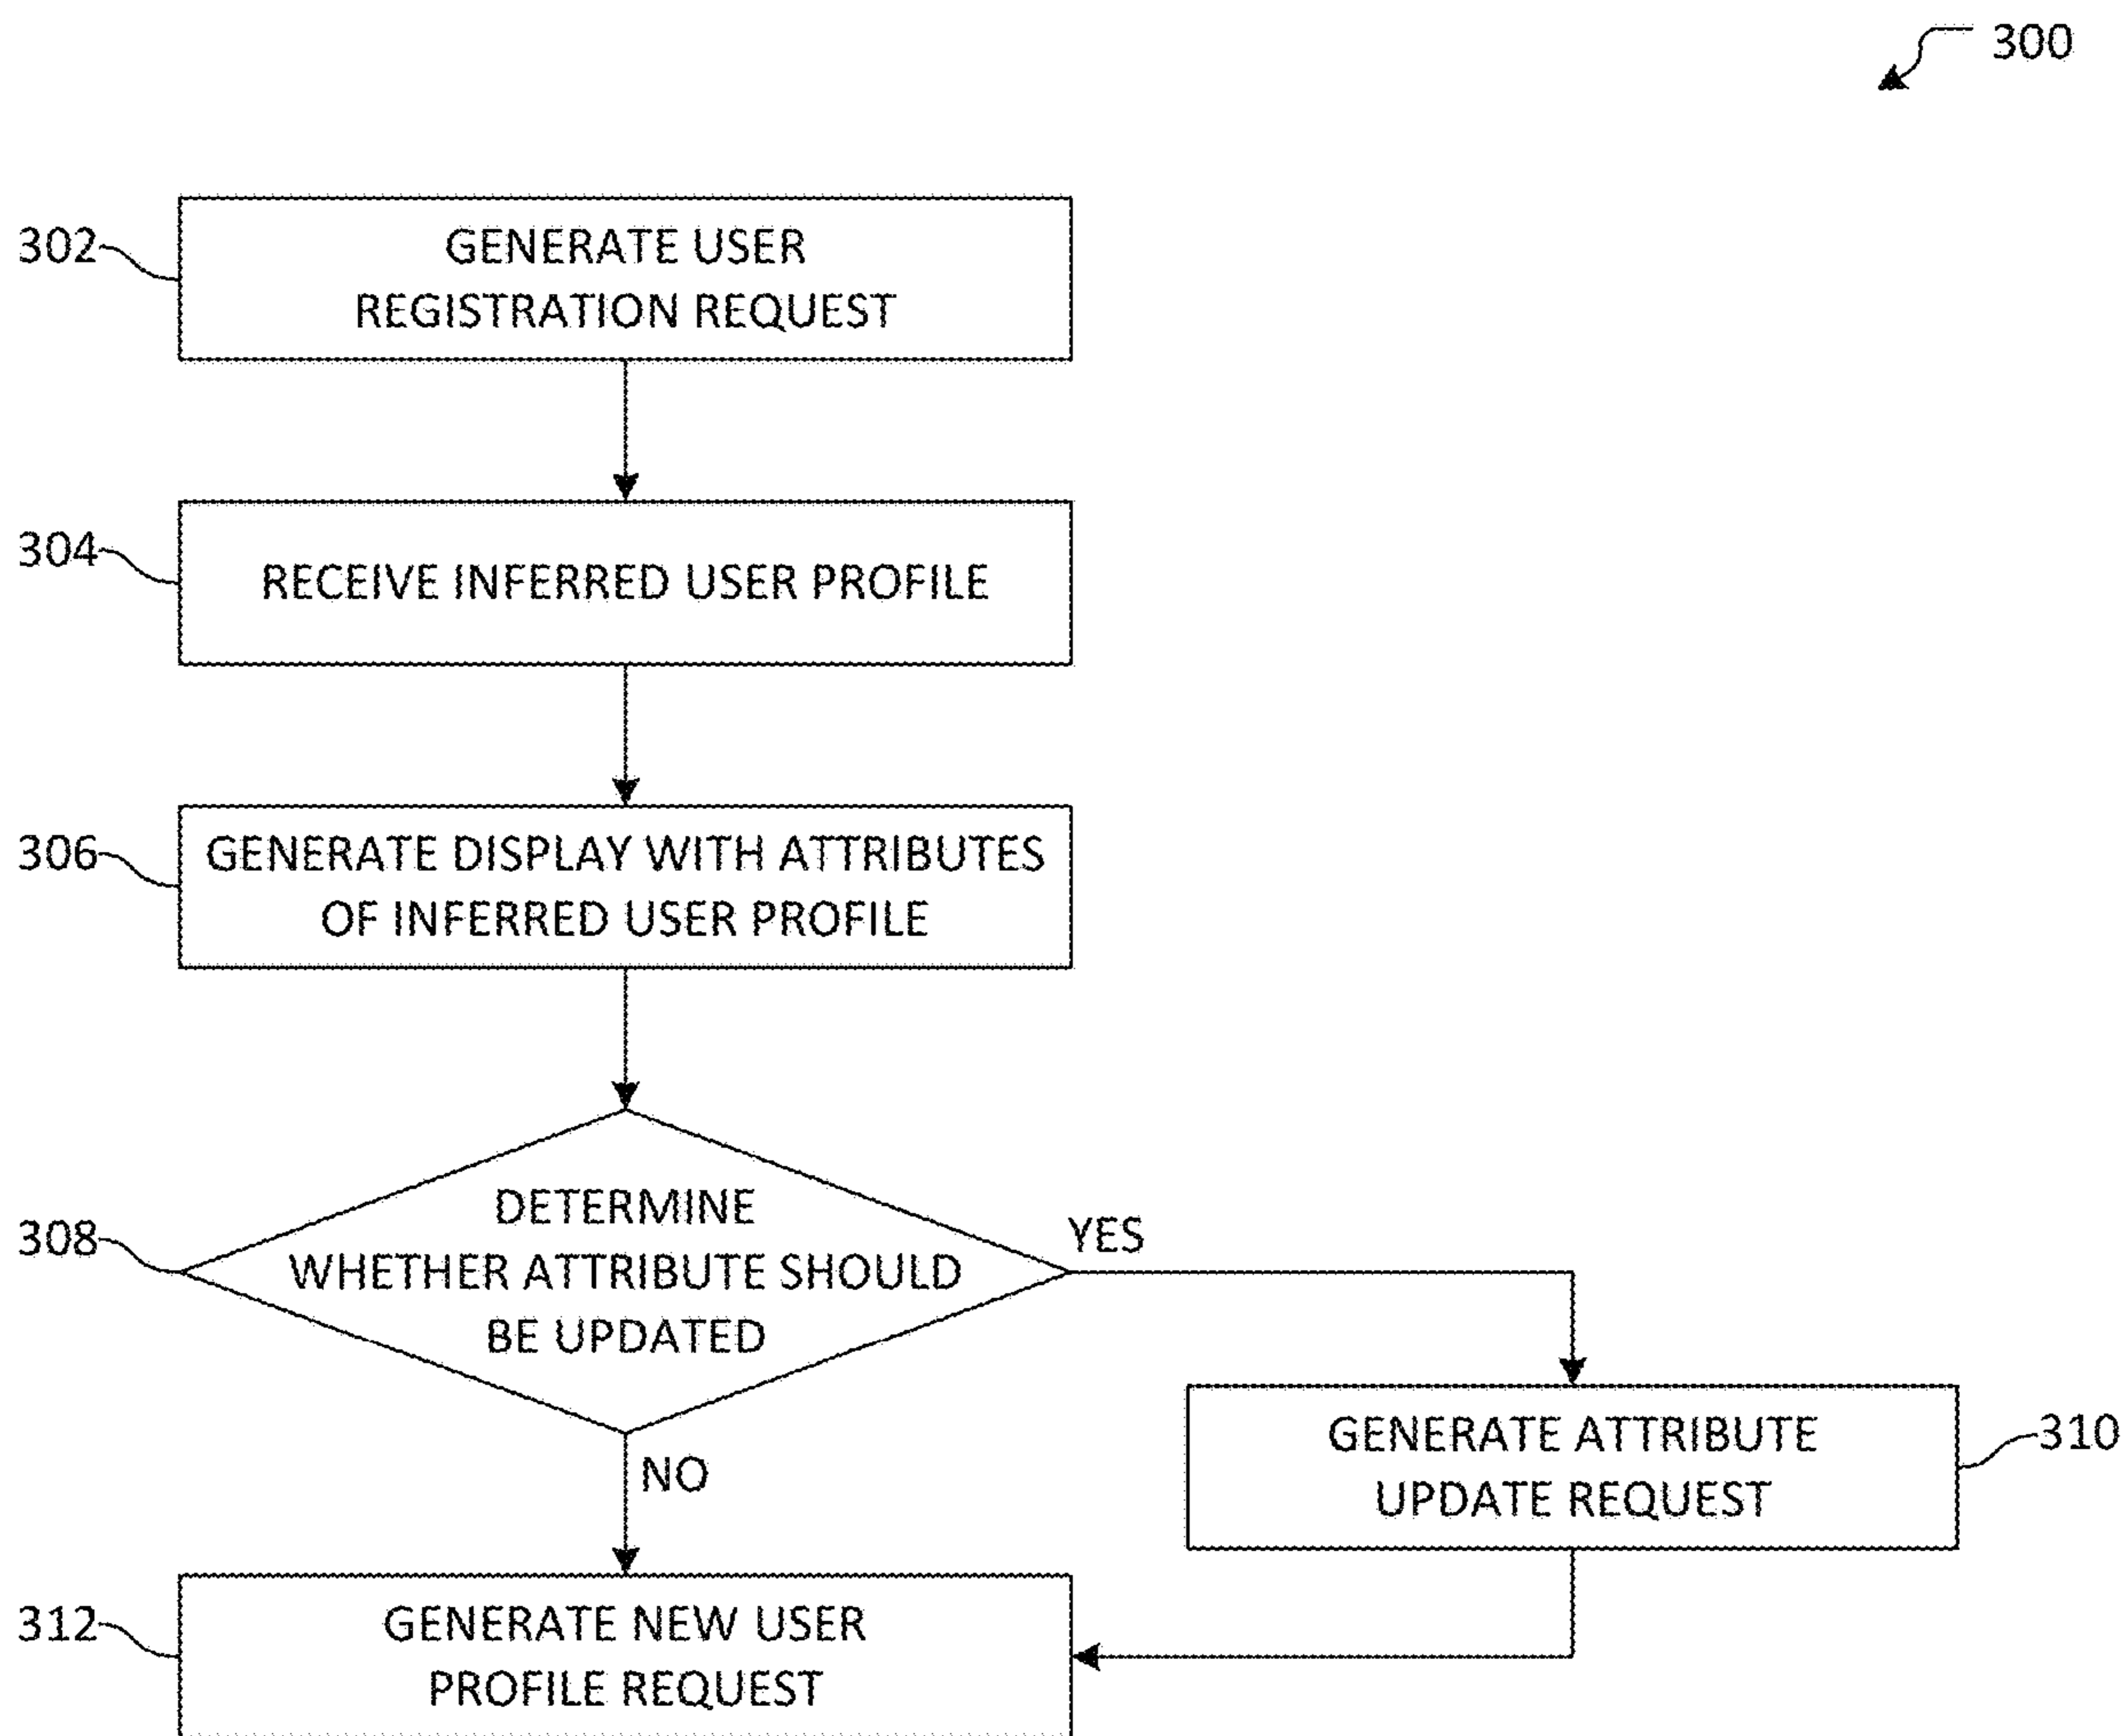 300
302
GENERATE USER
REGISTRATION REQUEST
304
RECEIVE INFERRED USER PROFILE
306
GENERATE DISPLAY WITH ATTRIBUTES
OF INFERRED USER PROFILE
308
DETERMINE
WHETHER ATTRIBUTE SHOULD
BE UPDATED
YES
NO
310
GENERATE ATTRIBUTE
UPDATE REQUEST
312
GENERATE NEW USER
PROFILE REQUEST